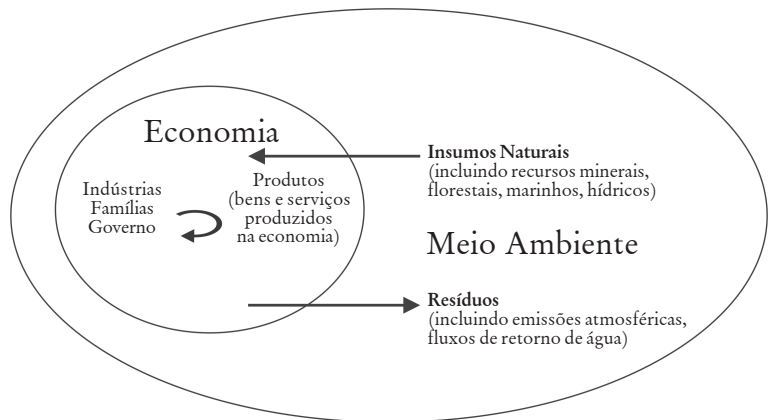 Economia
Indústrias
Famílias
Governo
Produtos
(bens e serviços
produzidos
na economia)
Insumos Naturais
(incluindo recursos minerais,
florestais, marinhos, hídricos)
Meio Ambiente
Resíduos
(incluindo emissões atmosféricas,
fluxos de retorno de água)